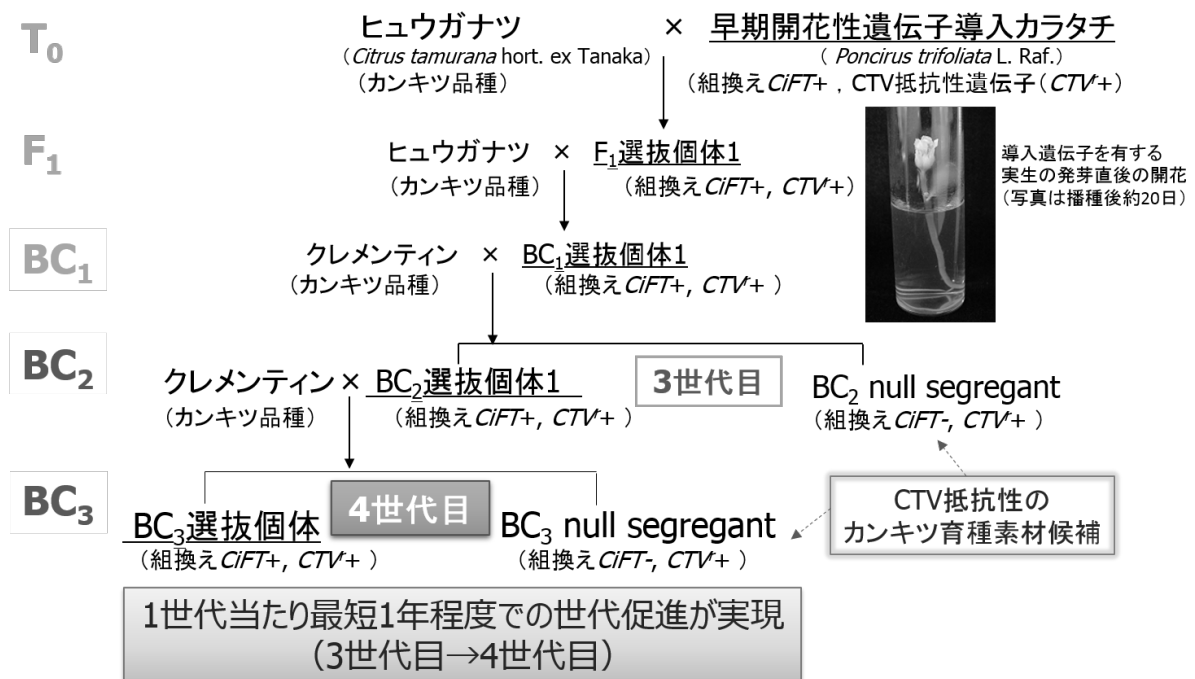 T0
ヒュウガナツ × 早期開花性遺伝子導入カラタチ
(Citrus tamurana hort. ex Tanaka) ( Poncirus trifoliata L. Raf.)
(カンキツ品種) (組換えCiFT+ , CTV抵抗性遺伝子(CTVr+)
F1
ヒュウガナツ × F1選抜個体1
(カンキツ品種) (組換えCiFT+, CTVr+)
導入遺伝子を有する
実生の発芽直後の開花
(写真は播種後約20日)
BC1
クレメンティン × BC1選抜個体1
(カンキツ品種) (組換えCiFT+, CTVr+ )
BC2
クレメンティン × BC2選抜個体1
(カンキツ品種) (組換えCiFT+, CTVr+ )
3世代目
BC2 null segregant
(組換えCiFT-, CTVr+ )
BC3
BC3選抜個体
(組換えCiFT+, CTVr+ )
4世代目
BC3 null segregant
(組換えCiFT-, CTVr+ )
CTV抵抗性の
カンキツ育種素材候補
1世代当たり最短1年程度での世代促進が実現
(3世代目→4世代目)